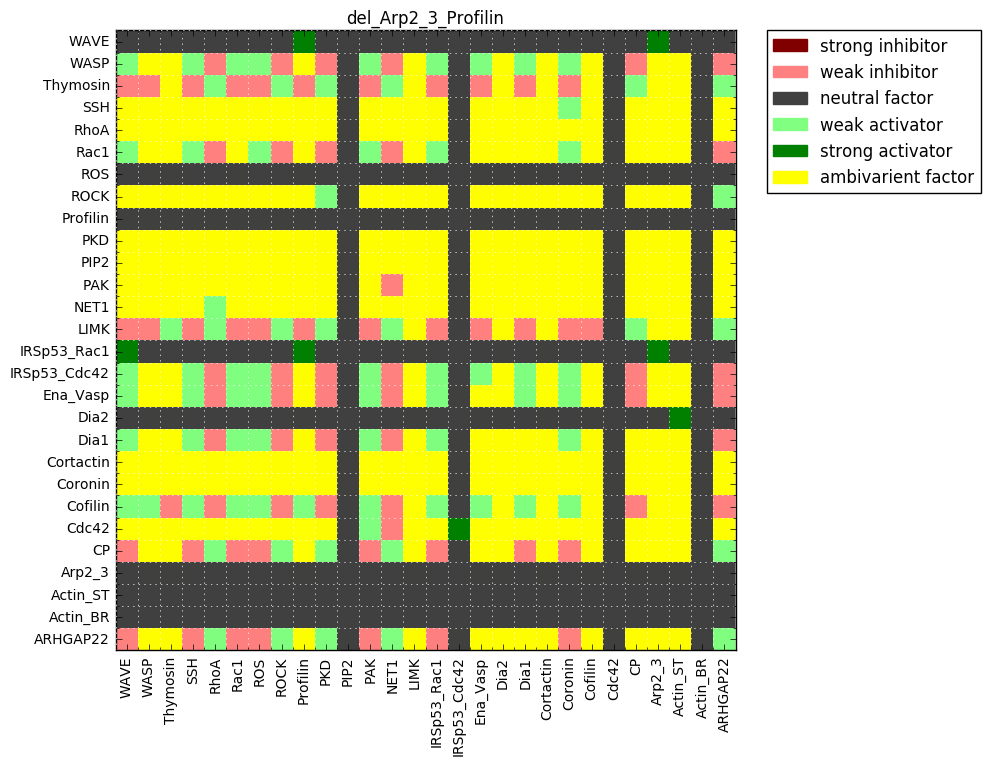 del_Arp2_3_Profilin
WAVE
WASP
Thymosin
SSH
RhoA
Rac1
ROS
ROCK
Profilin
PKD
PIP2
PAK
NET1
LIMK
IRSp53_Rac1
IRSp53_Cdc42
Ena_Vasp
Dia2
Dia1
Cortactin
Coronin
Cofilin
Cdc42
CP
Arp2_3
Actin_ST
Actin_BR
ARHGAP22
WAVE
WASP
Thymosin
SSH
RhoA
Rac1
ROS
ROCK
Profilin
PKD
PIP2
PAK
NET1
LIMK
IRSp53_Rac1
IRSp53_Cdc42
Ena_Vasp
Dia2
Dia1
Cortactin
Coronin
Cofilin
Cdc42
CP
Arp2_3
Actin_ST
Actin_BR
ARHGAP22
strong inhibitor
weak inhibitor
neutral factor
weak activator
strong activator
ambivarient factor